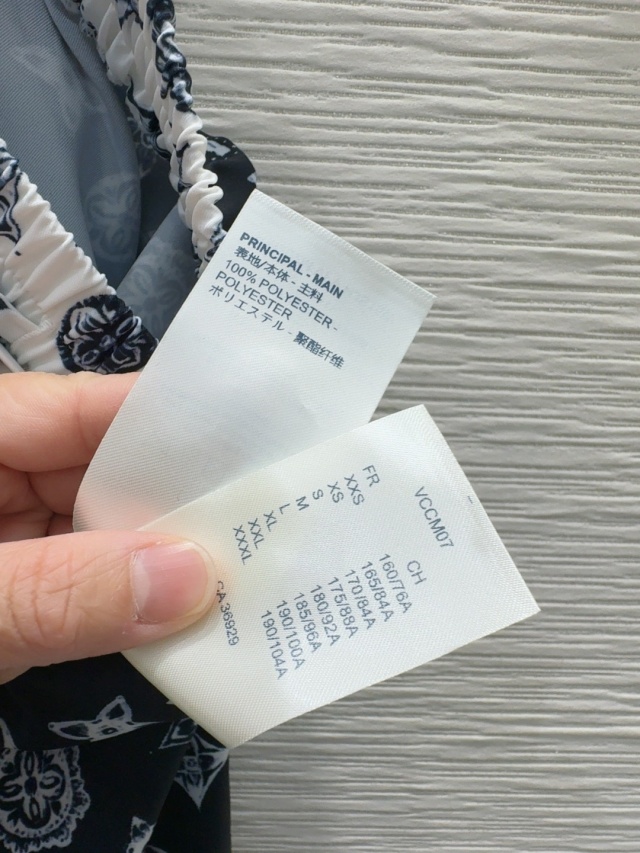 PRINCIPAL - MAIN
表地/本体 - 主料
100% POLYESTER -
POLYESTER
ポリエステル - 聚酯纤维
VCCM07
FR CH
XXS 160/76A
XS 165/84A
S 170/84A
M 175/88A
L 180/92A
XL 185/96A
XXL 190/100A
XXXL 190/104A
CA 36929